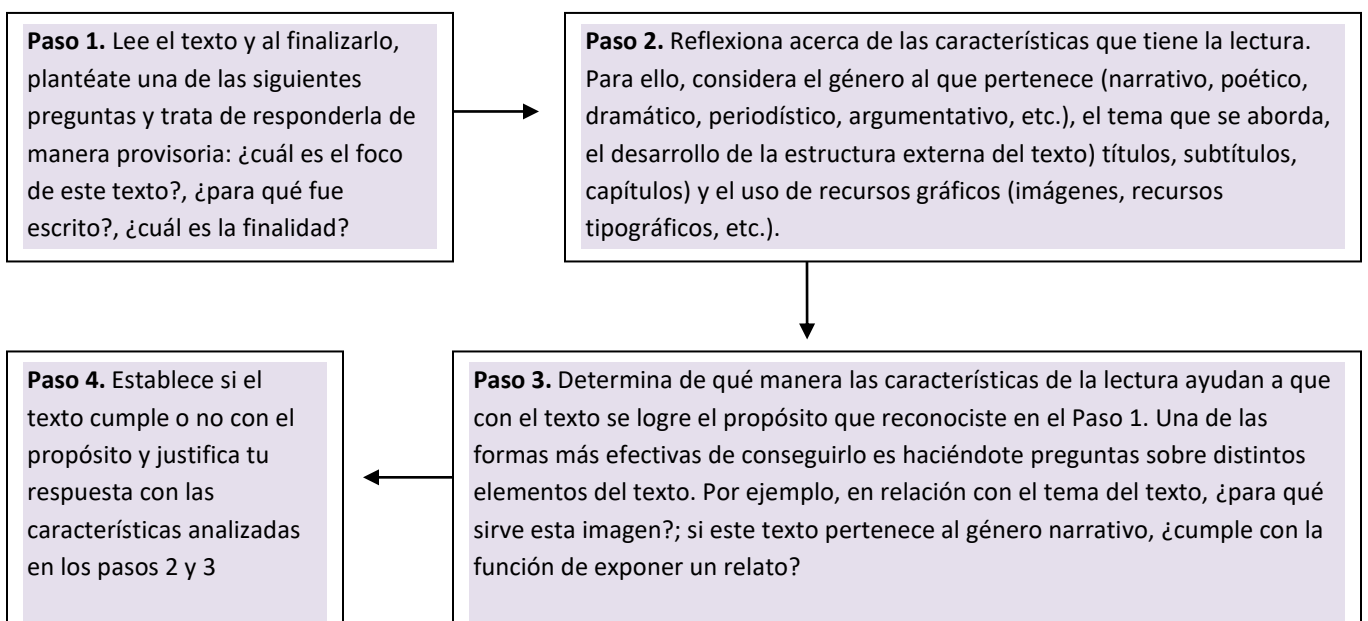 Paso 1. Lee el texto y al finalizarlo,
plantéate una de las siguientes
preguntas y trata de responderla de
manera provisoria: ¿cuál es el foco
de este texto?, ¿para qué fue
escrito?, ¿cuál es la finalidad?
Paso 2. Reflexiona acerca de las características que tiene la lectura.
Para ello, considera el género al que pertenece (narrativo, poético,
dramático, periodístico, argumentativo, etc.), el tema que se aborda,
el desarrollo de la estructura externa del texto) títulos, subtítulos,
capítulos) y el uso de recursos gráficos (imágenes, recursos
tipográficos, etc.).
Paso 3. Determina de qué manera las características de la lectura ayudan a que
con el texto se logre el propósito que reconociste en el Paso 1. Una de las
formas más efectivas de conseguirlo es haciéndote preguntas sobre distintos
elementos del texto. Por ejemplo, en relación con el tema del texto, ¿para qué
sirve esta imagen?; si este texto pertenece al género narrativo, ¿cumple con la
función de exponer un relato?
Paso 4. Establece si el
texto cumple o no con el
propósito y justifica tu
respuesta con las
características analizadas
en los pasos 2 y 3